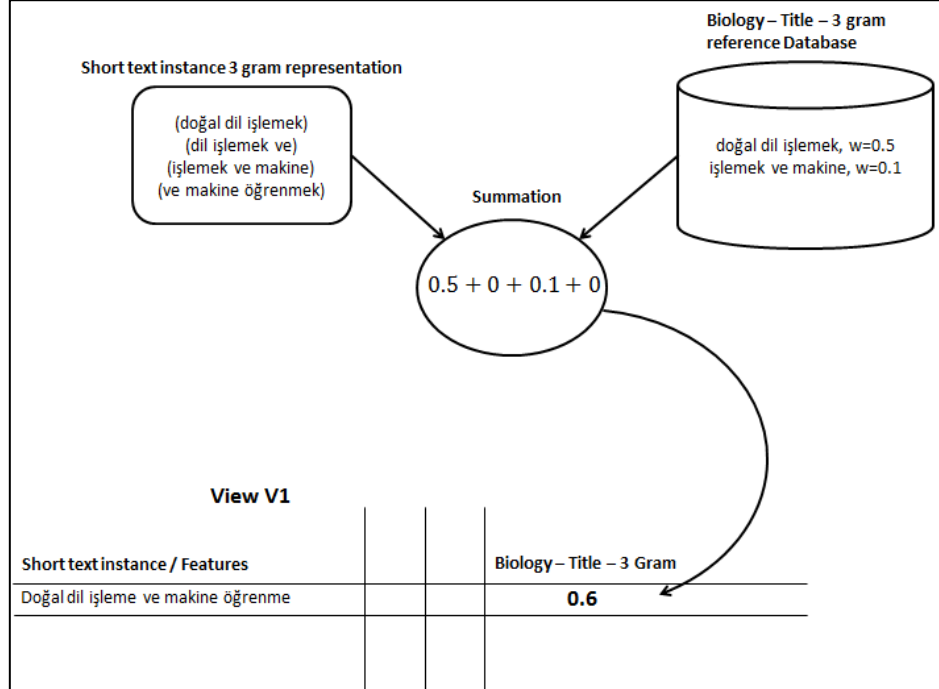 Biology – Title – 3 gram
reference Database
Short text instance 3 gram representation
(doğal dil işlemek)
(dil işlemek ve)
(işlemek ve makine)
(ve makine öğrenmek)
doğal dil işlemek, w=0.5
işlemek ve makine, w=0.1
Summation
0.5 + 0 + 0.1 + 0
View V1
Short text instance / Features
Biology – Title – 3 Gram
Doğal dil işleme ve makine öğrenme
0.6